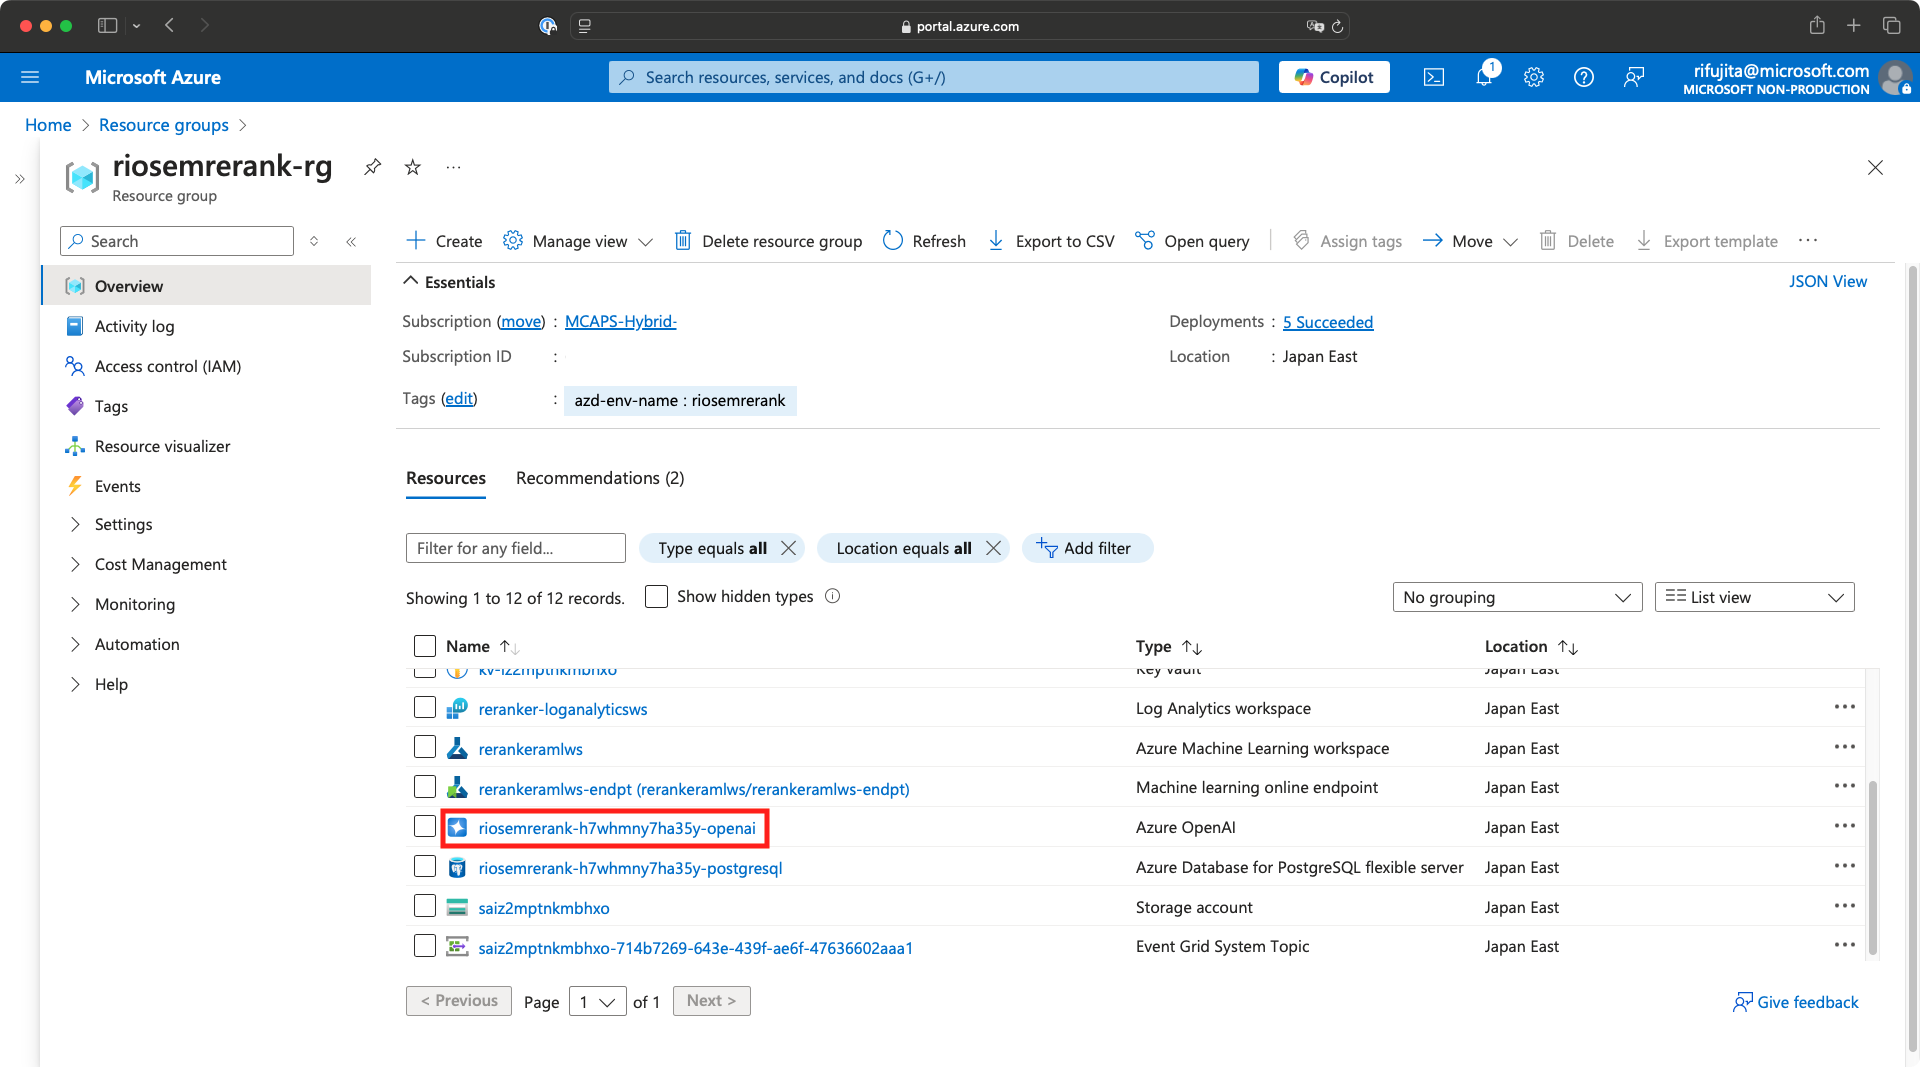 portal.azure.com
Microsoft Azure
Search resources, services, and docs (G+/)
Copilot
1
rifujita@microsoft.com
MICROSOFT NON-PRODUCTION
Home
Resource groups
riosemrerank-rg
Resource group
Search
Create
Manage view
Delete resource group
Refresh
Export to CSV
Open query
Assign tags
Move
Delete
Export template
Overview
Activity log
Access control (IAM)
Tags
Resource visualizer
Events
Settings
Cost Management
Monitoring
Automation
Help
Essentials
JSON View
Subscription (move) : MCAPS-Hybrid-
Subscription ID :
Tags (edit) : azd-env-name : riosemrerank
Deployments : 5 Succeeded
Location : Japan East
Resources
Recommendations (2)
Filter for any field...
Type equals all
Location equals all
Add filter
Showing 1 to 12 of 12 records.
Show hidden types
No grouping
List view
Name Type Location
kv-iz2mptnkmbhxo Key vault Japan East
reranker-loganalyticsws Log Analytics workspace Japan East
rerankeramlws Azure Machine Learning workspace Japan East
rerankeramlws-endpt (rerankeramlws/rerankeramlws-endpt) Machine learning online endpoint Japan East
riosemrerank-h7whmny7ha35y-openai Azure OpenAI Japan East
riosemrerank-h7whmny7ha35y-postgresql Azure Database for PostgreSQL flexible server Japan East
saiz2mptnkmbhxo Storage account Japan East
saiz2mptnkmbhxo-714b7269-643e-439f-ae6f-47636602aaa1 Event Grid System Topic Japan East
< Previous Page 1 of 1 Next >
Give feedback